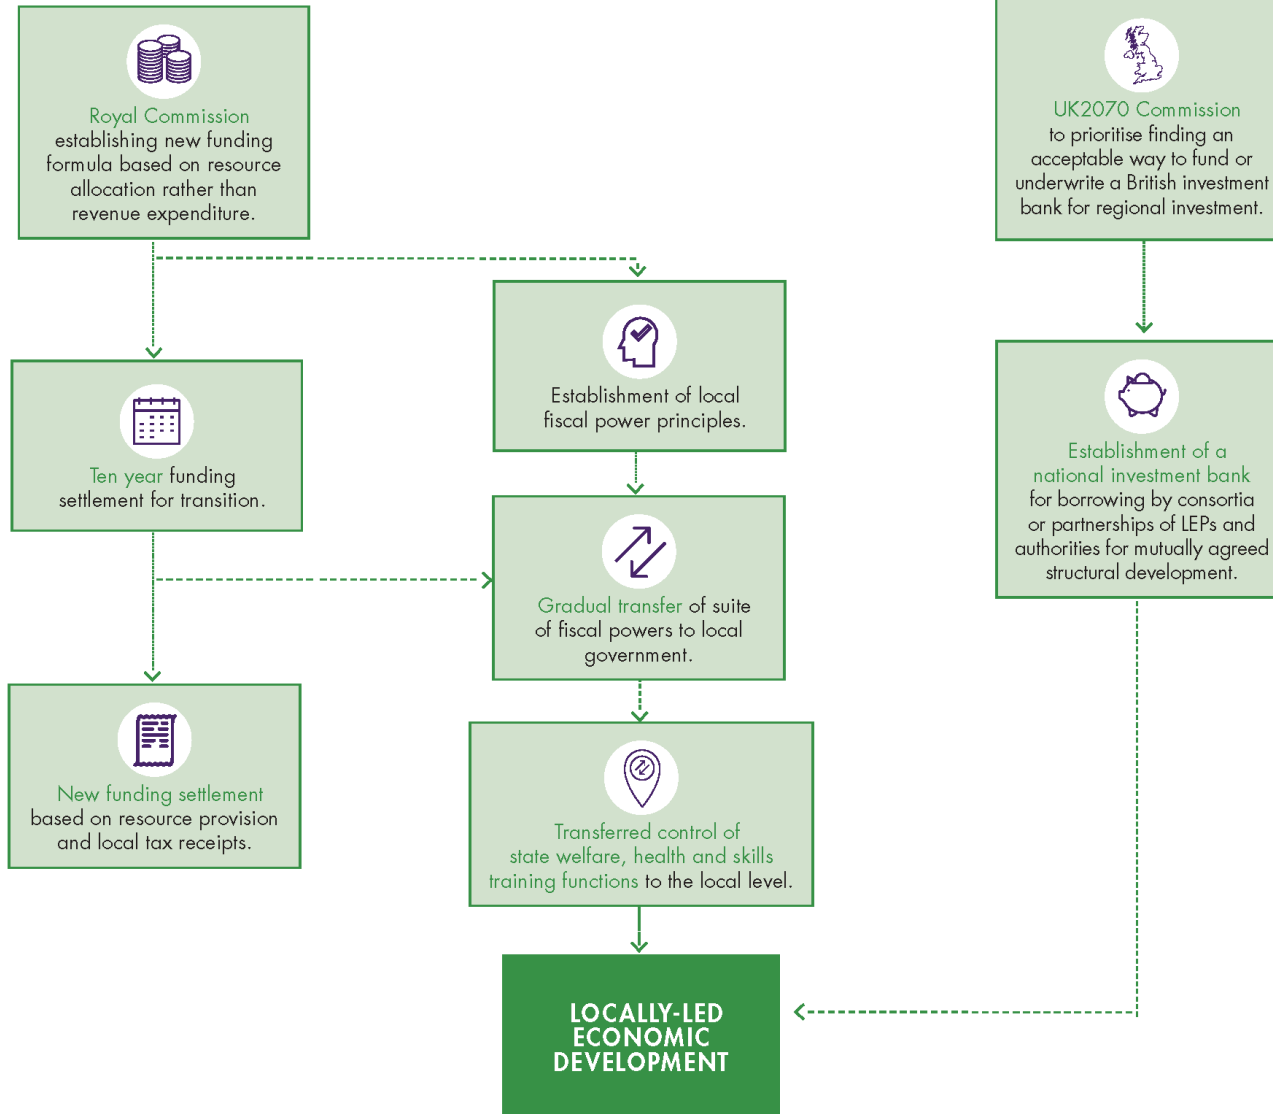 Royal Commission
establishing new funding
formula based on resource
allocation rather than
revenue expenditure.
UK2070 Commission
to prioritise finding an
acceptable way to fund or
underwrite a British investment
bank for regional investment.
Establishment of local
fiscal power principles.
Ten year funding
settlement for transition.
Establishment of a
national investment bank
for borrowing by consortia
or partnerships of LEPs and
authorities for mutually agreed
structural development.
Gradual transfer of suite
of fiscal powers to local
government.
New funding settlement
based on resource provision
and local tax receipts.
Transferred control of
state welfare, health and skills
training functions to the local level.
LOCALLY-LED
ECONOMIC
DEVELOPMENT